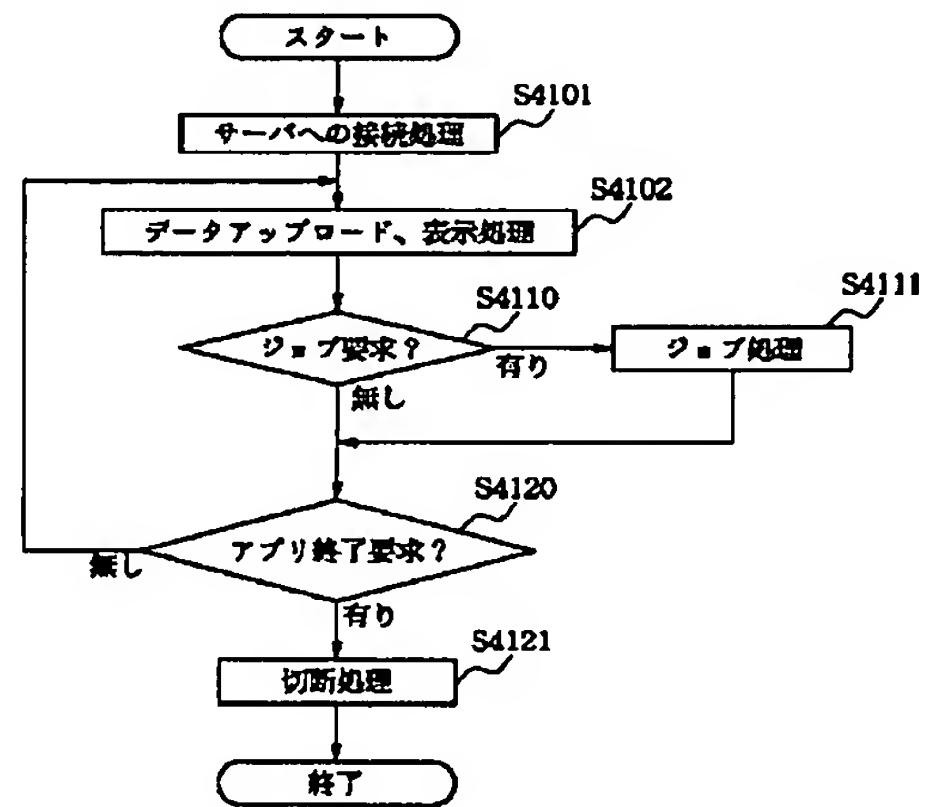 スタート
S4101
サーバへの接続処理
S4102
データアップロード、表示処理
S4110
ジョブ要求？
有り
無し
S4111
ジョブ処理
S4120
アプリ終了要求？
無し
有り
S4121
切断処理
終了